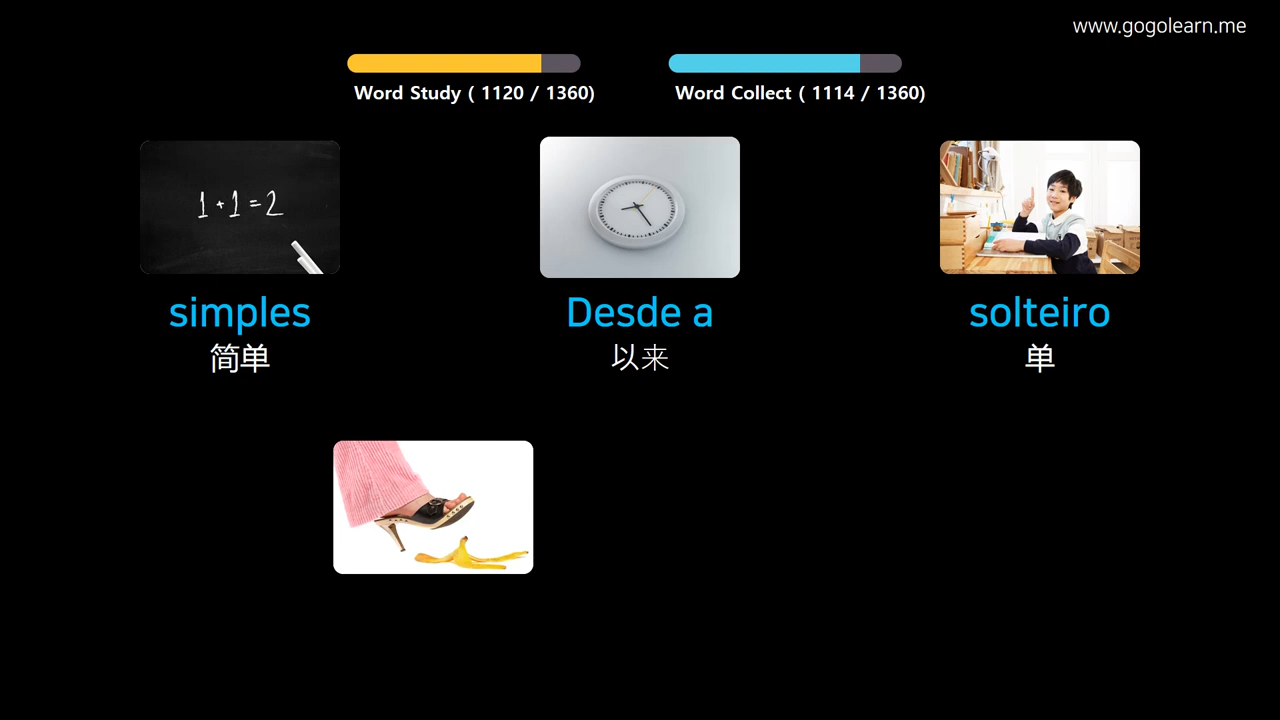 www.gogolearn.me
Word Study ( 1120 / 1360)
Word Collect ( 1114 / 1360)
1 + 1 = 2
simples
简单
Desde a
以来
solteiro
单